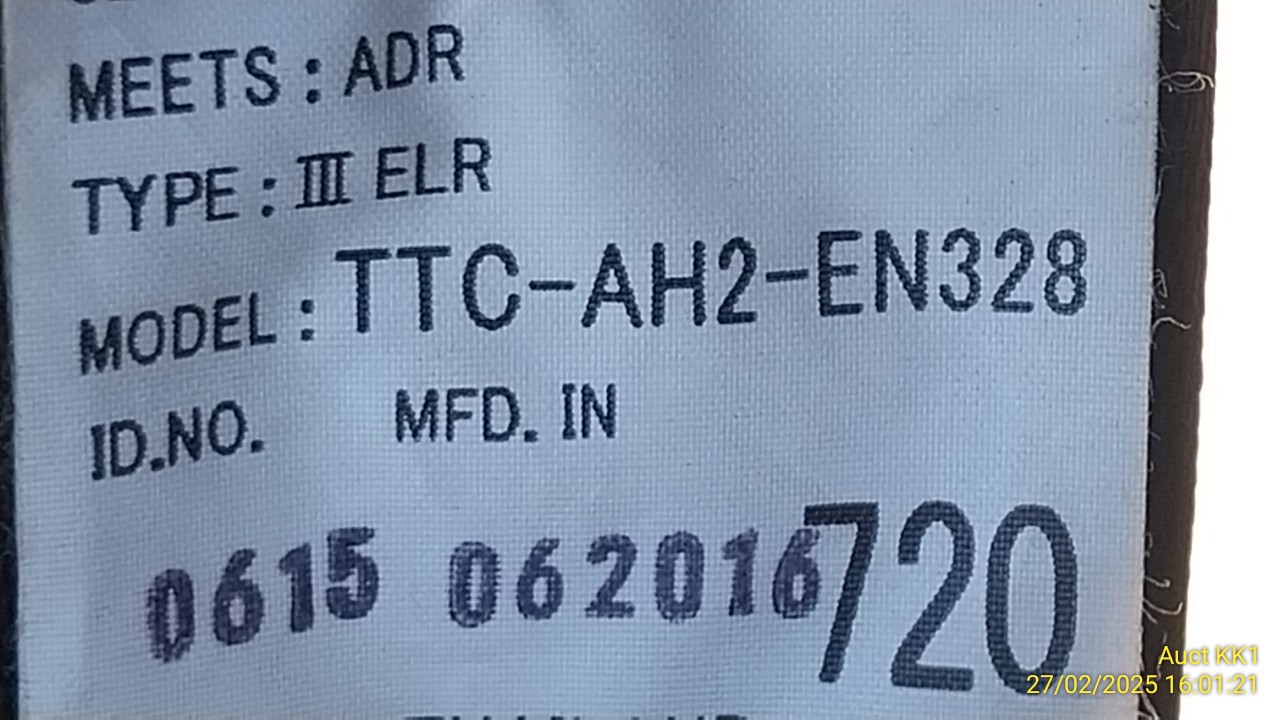 MEETS : ADR
TYPE : III ELR
MODEL : TTC-AH2-EN328
ID.NO. MFD. IN
0615 062016 720
Auct KK1
27/02/2025 16:01:21